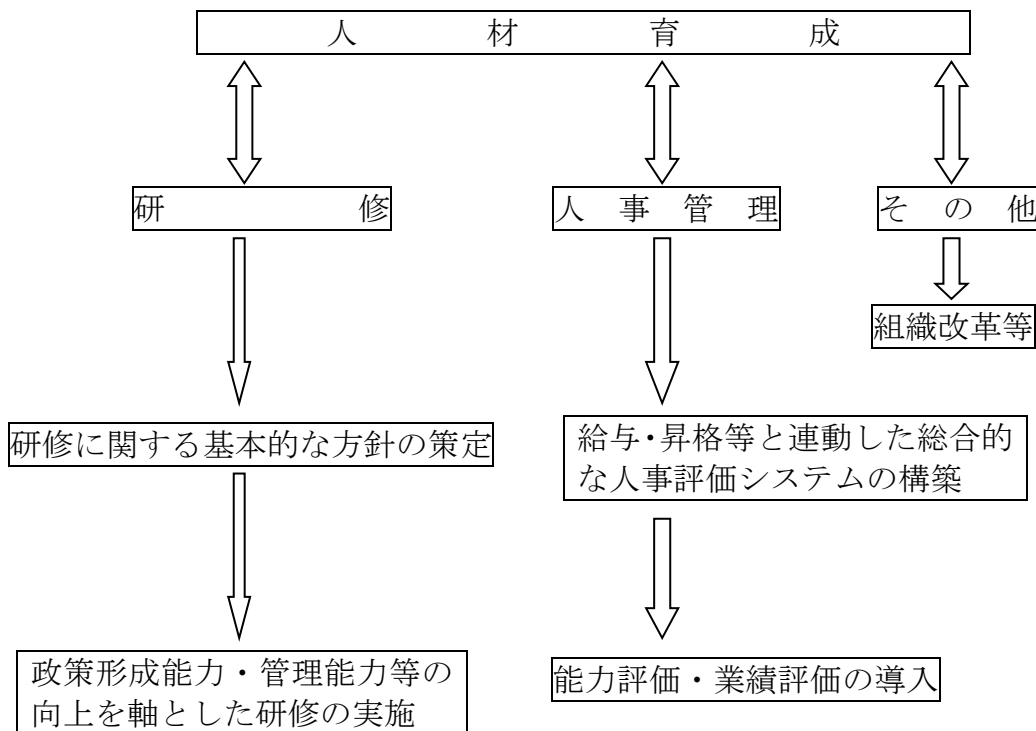 人材育成
研修
人事管理
その他
組織改革等
研修に関する基本的な方針の策定
給与・昇格等と連動した総合的
な人事評価システムの構築
政策形成能力・管理能力等の
向上を軸とした研修の実施
能力評価・業績評価の導入